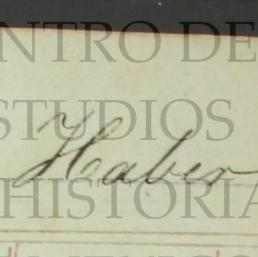 NTRO DE
STUDIOS
Haber
HISTORIA